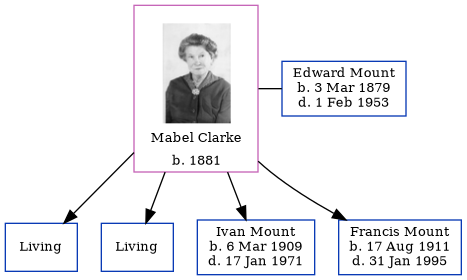 Edward Mount
b. 3 Mar 1879
d. 1 Feb 1953
Mabel Clarke
b. 1881
Living
Living
Ivan Mount
b. 6 Mar 1909
d. 17 Jan 1971
Francis Mount
b. 17 Aug 1911
d. 31 Jan 1995